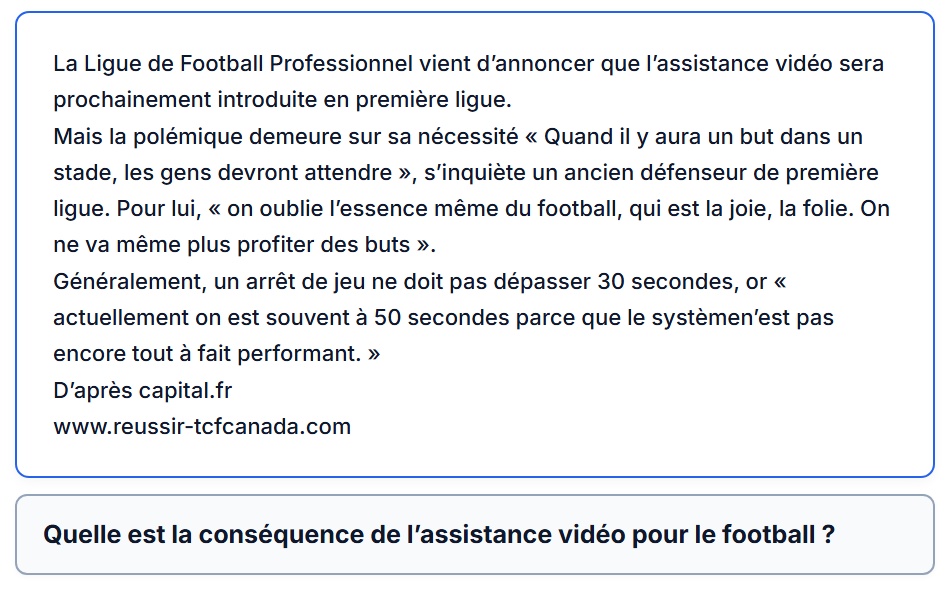 La Ligue de Football Professionnel vient d’annoncer que l’assistance vidéo sera
prochainement introduite en première ligue.
Mais la polémique demeure sur sa nécessité « Quand il y aura un but dans un
stade, les gens devront attendre », s’inquiète un ancien défenseur de première
ligue. Pour lui, « on oublie l’essence même du football, qui est la joie, la folie. On
ne va même plus profiter des buts ».
Généralement, un arrêt de jeu ne doit pas dépasser 30 secondes, or «
actuellement on est souvent à 50 secondes parce que le systèmen’est pas
encore tout à fait performant. »
D’après capital.fr
www.reussir-tcfcanada.com
Quelle est la conséquence de l’assistance vidéo pour le football ?